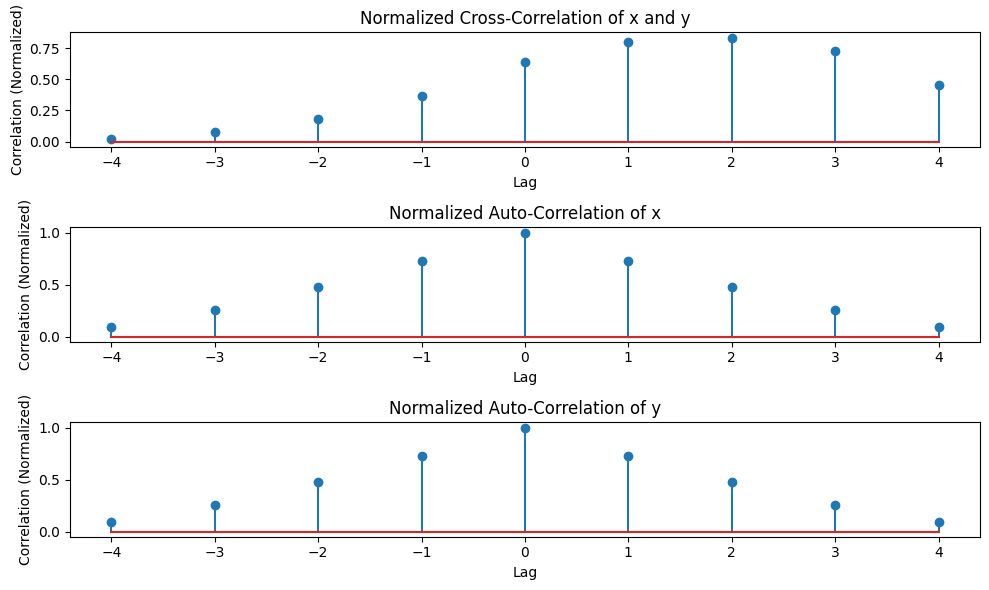 Normalized Cross-Correlation of x and y
Correlation (Normalized)
0.75
0.50
0.25
0.00
−4 −3 −2 −1 0 1 2 3 4
Lag
Normalized Auto-Correlation of x
Correlation (Normalized)
1.0
0.5
0.0
−4 −3 −2 −1 0 1 2 3 4
Lag
Normalized Auto-Correlation of y
Correlation (Normalized)
1.0
0.5
0.0
−4 −3 −2 −1 0 1 2 3 4
Lag